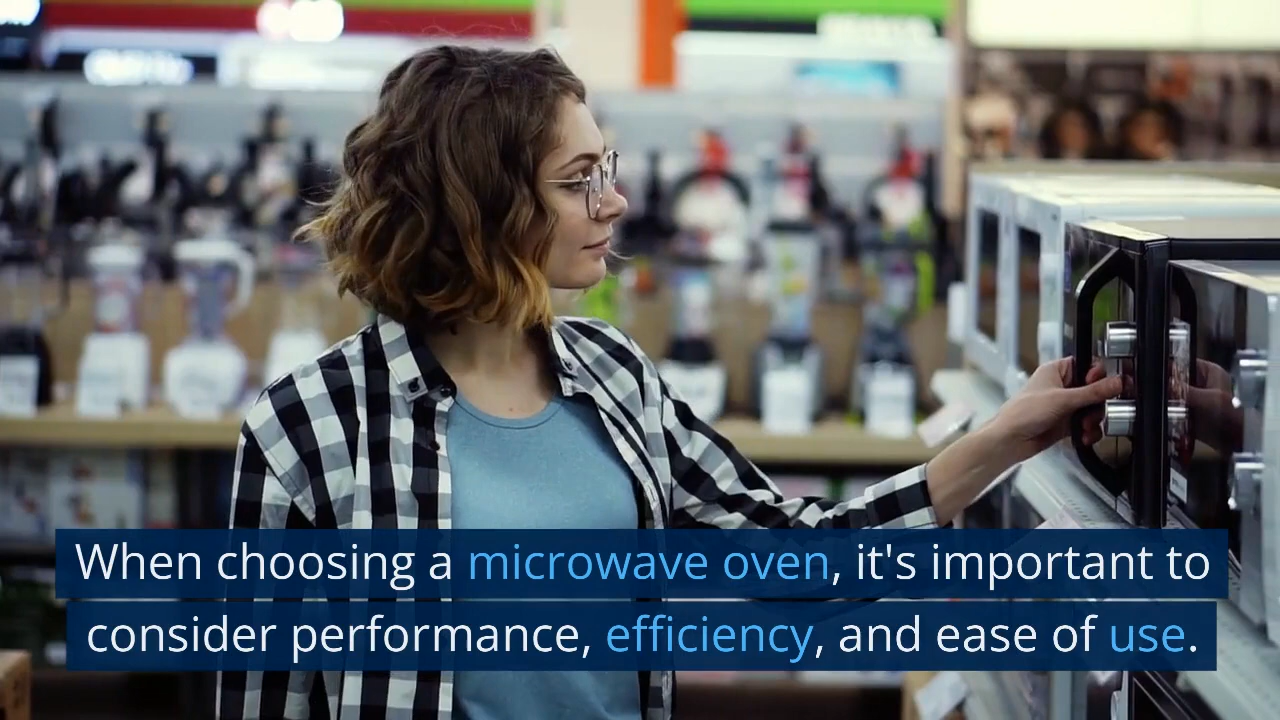 When choosing a microwave oven, it's important to
consider performance, efficiency, and ease of use.